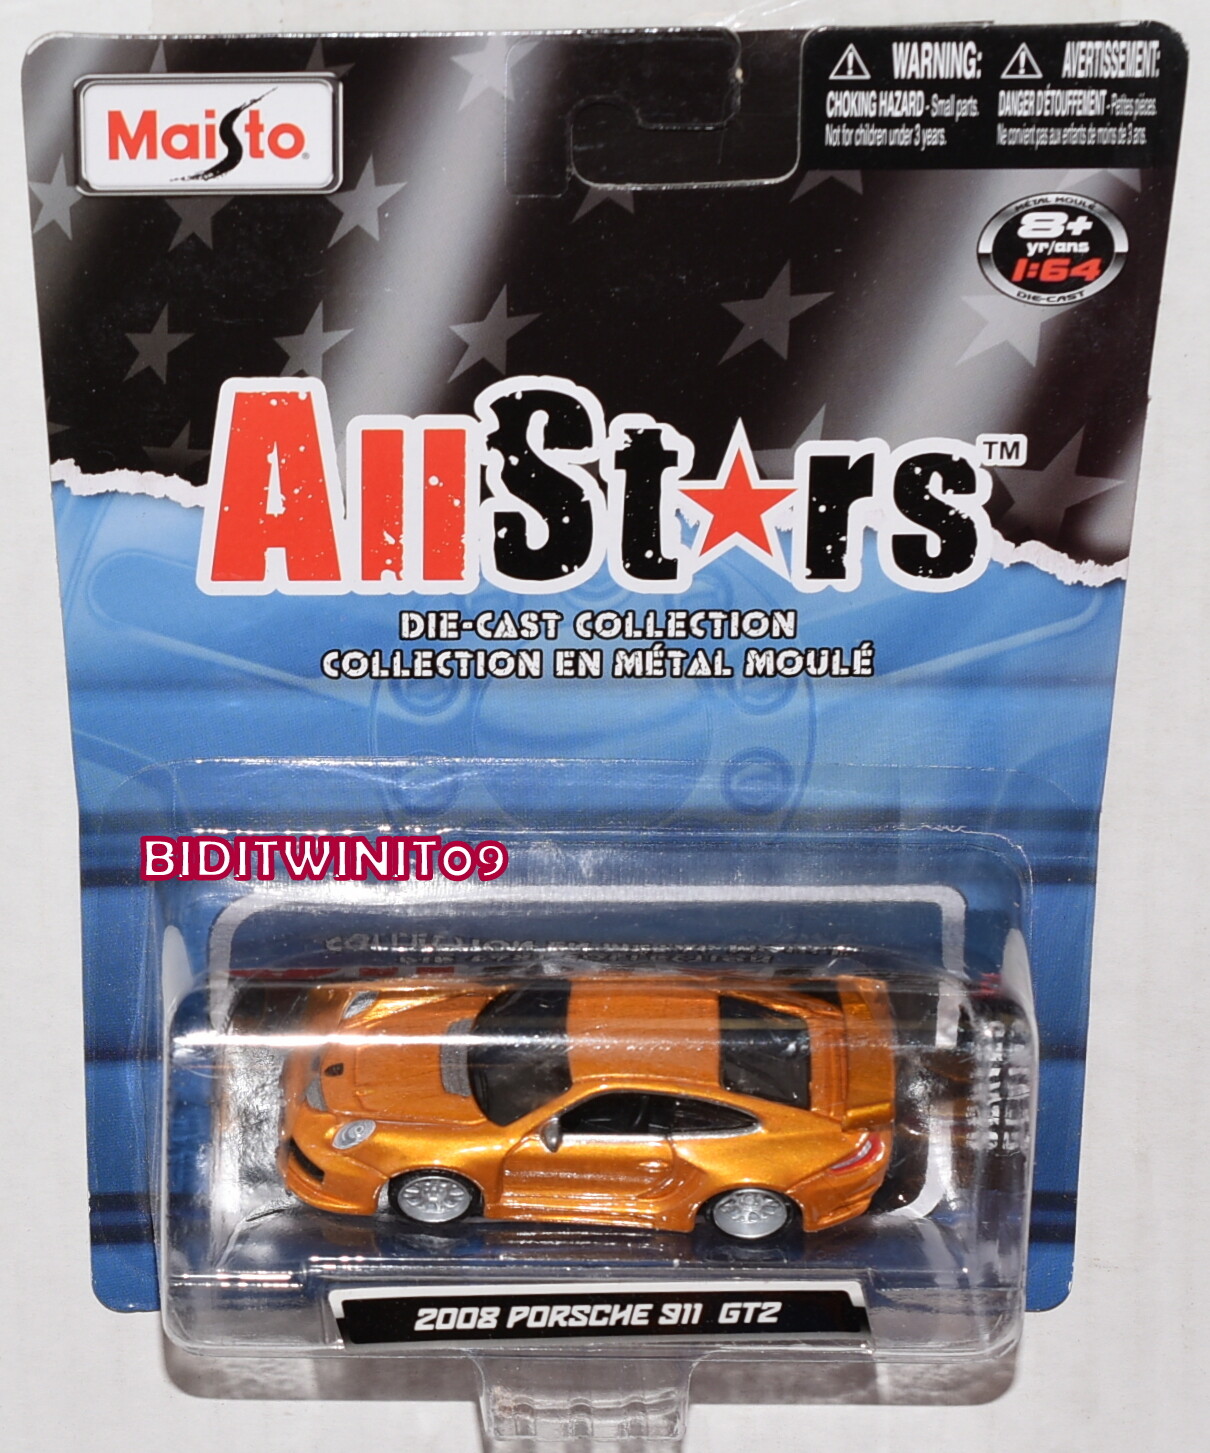 Maisto
WARNING:
CHOKING HAZARD - Small parts.
Not for children under 3 years.
AVERTISSEMENT:
DANGER D'ÉTOUFFEMENT - Petites pièces.
Ne convient pas aux enfants de moins de 3 ans.
MÉTAL MOULÉ
8+
yr/ans
1:64
DIE-CAST
AllSt★rs™
DIE-CAST COLLECTION
COLLECTION EN MÉTAL MOULÉ
BIDITWINIT09
2008 PORSCHE 911 GT2